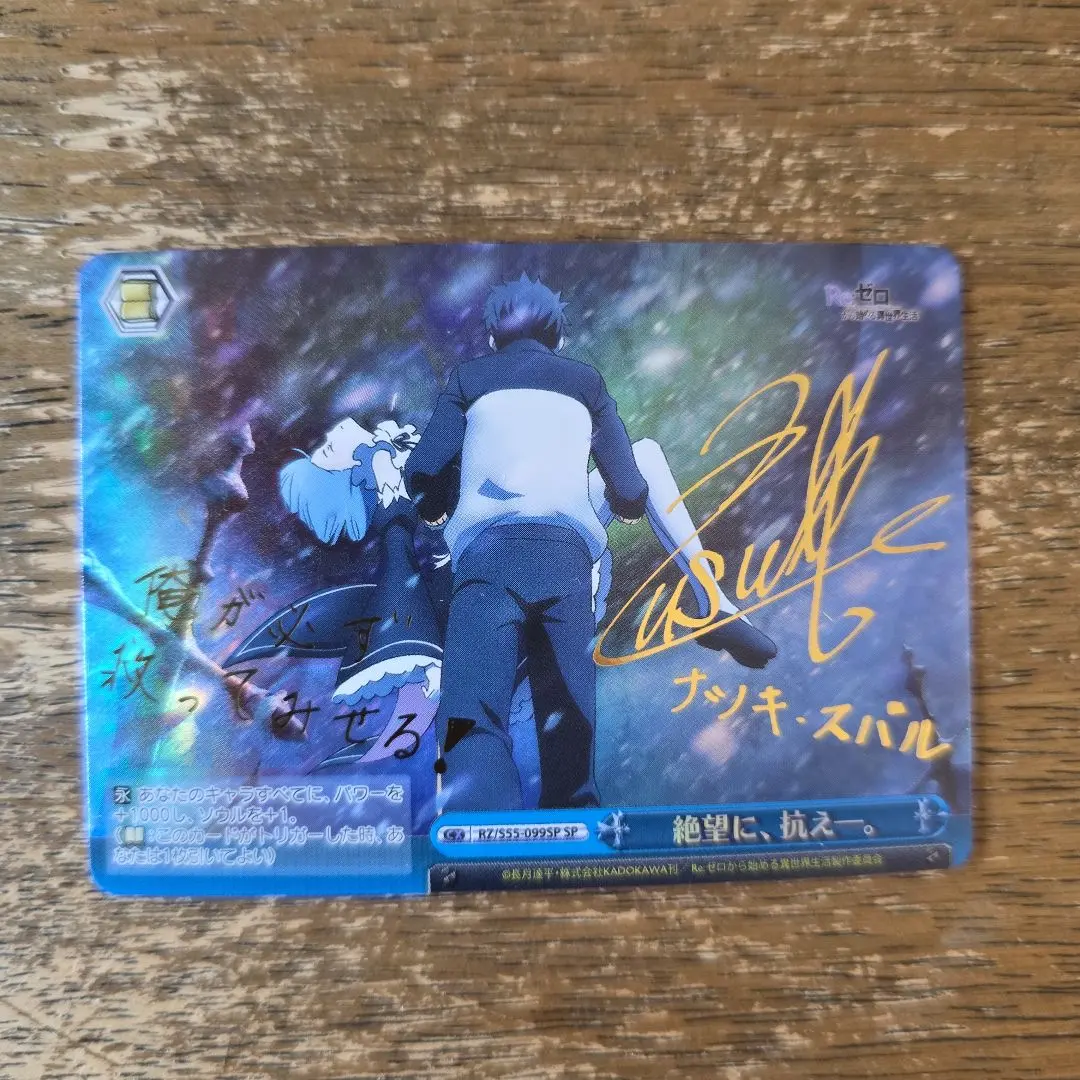 Re:ゼロ
から始める異世界生活
ナツキ・スバル
俺が必ず
救ってみせる!
永 あなたのキャラすべてに、パワーを
+1000し、ソウルを+1。
(:このカードがトリガーした時、あ
なたは1枚引いてよい)
CC RZ/S55-099SP SP
絶望に、抗え―。
©長月達平・株式会社KADOKAWA刊/Re:ゼロから始める異世界生活製作委員会